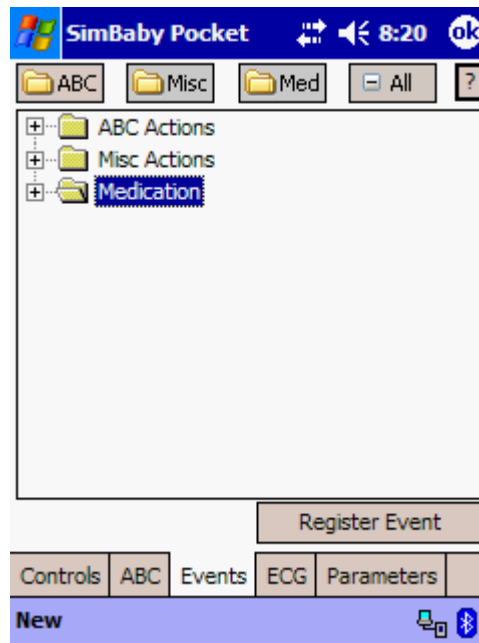 SimBaby Pocket 8:20 ok
ABC Misc Med All ?
ABC Actions
Misc Actions
Medication
Register Event
Controls ABC Events ECG Parameters
New